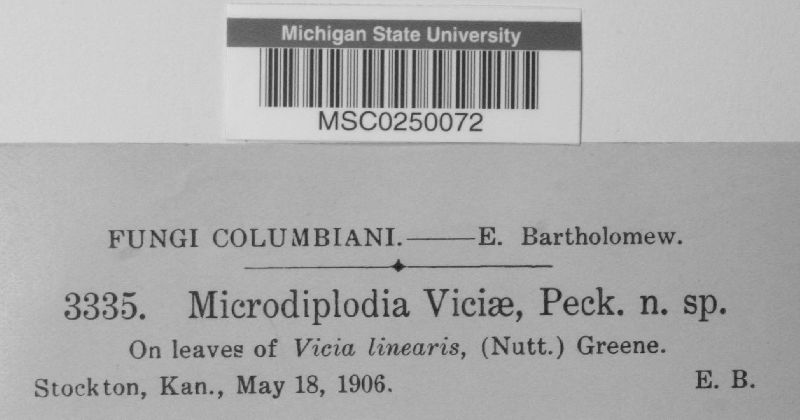 Michigan State University
MSC0250072
FUNGI COLUMBIANI.——E. Bartholomew.
3335. Microdiplodia Viciæ, Peck. n. sp.
On leaves of Vicia linearis, (Nutt.) Greene.
Stockton, Kan., May 18, 1906. E. B.